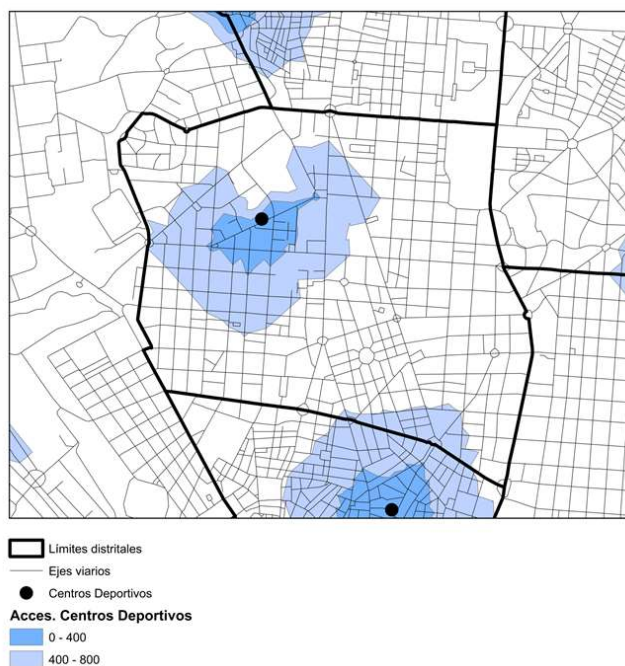 Límites distritales
Ejes viarios
Centros Deportivos
Acces. Centros Deportivos
0 - 400
400 - 800